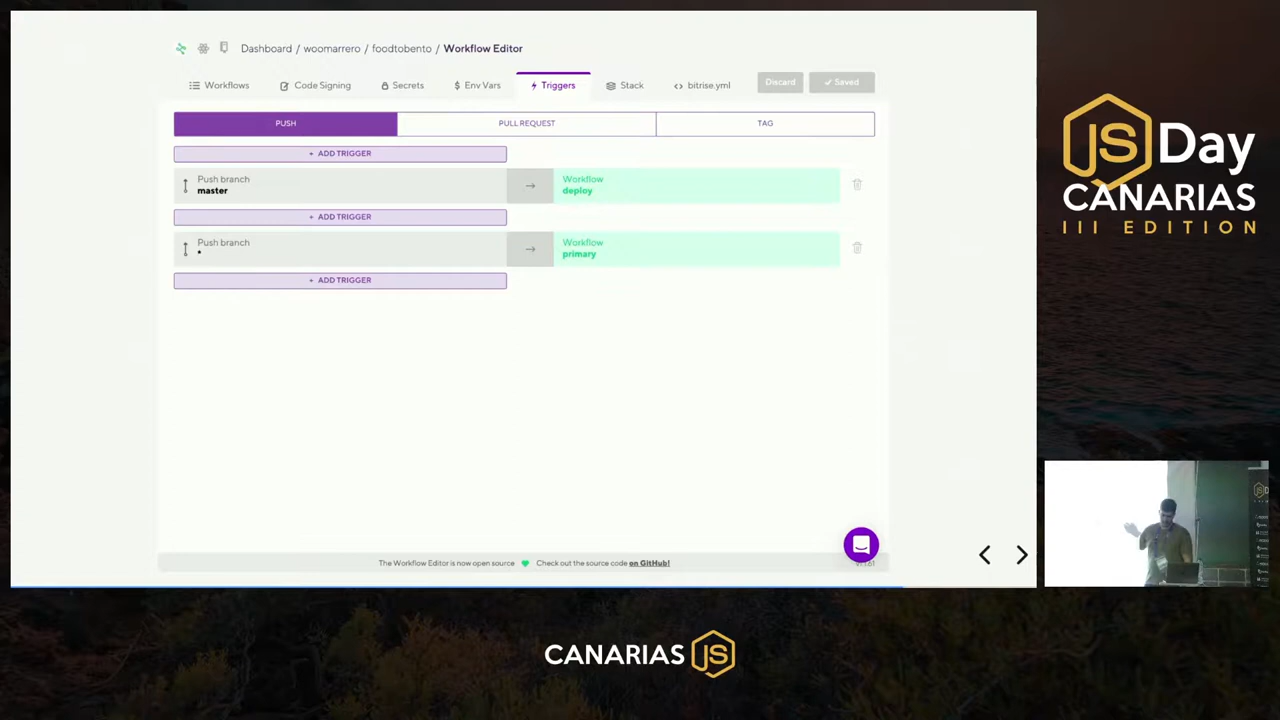 Dashboard / woomarrero / foodtobento / Workflow Editor
Workflows
Code Signing
Secrets
$ Env Vars
Triggers
Stack
<> bitrise.yml
Discard
✓ Saved
PUSH
PULL REQUEST
TAG
+ ADD TRIGGER
Push branch
master
→
Workflow
deploy
+ ADD TRIGGER
Push branch
*
→
Workflow
primary
+ ADD TRIGGER
The Workflow Editor is now open source
Check out the source code on GitHub!
JS Day
CANARIAS
III EDITION
CANARIAS JS